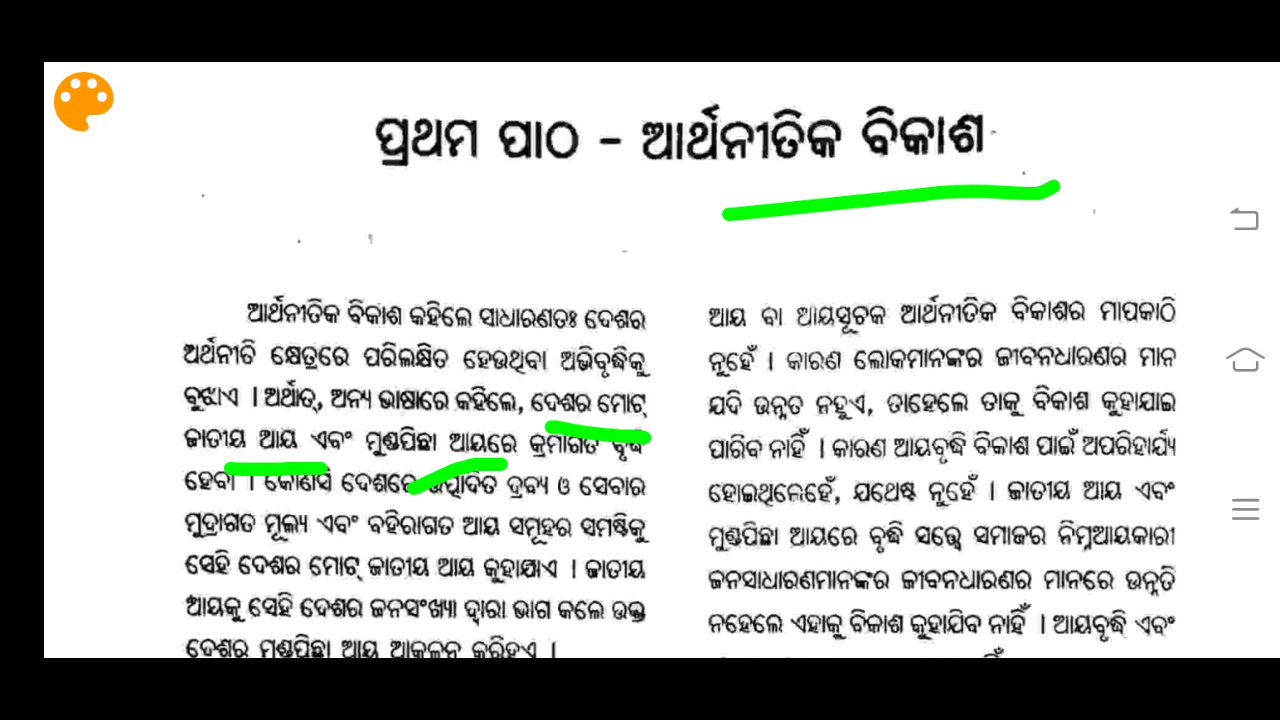 ପ୍ରଥମ ପାଠ – ଆର୍ଥନୀତିକ ବିକାଶ
ଆର୍ଥନୀତିକ ବିକାଶ କହିଲେ ସାଧାରଣତଃ ଦେଶର
ଅର୍ଥନୀତି କ୍ଷେତ୍ରରେ ପରିଲକ୍ଷିତ ହେଉଥିବା ଅଭିବୃଦ୍ଧିକୁ
ବୁଝାଏ । ଅର୍ଥାତ୍, ଅନ୍ୟ ଭାଷାରେ କହିଲେ, ଦେଶର ମୋଟ୍
ଜାତୀୟ ଆୟ ଏବଂ ମୁଣ୍ଡପିଛା ଆୟରେ କ୍ରମାଗତ ବୃଦ୍ଧି
ହେବା । କୌଣସି ଦେଶରେ ଉତ୍ପାଦିତ ଦ୍ରବ୍ୟ ଓ ସେବାର
ମୁଦ୍ରାଗତ ମୂଲ୍ୟ ଏବଂ ବହିରାଗତ ଆୟ ସମୂହର ସମଷ୍ଟିକୁ
ସେହି ଦେଶର ମୋଟ୍ ଜାତୀୟ ଆୟ କୁହାଯାଏ । ଜାତୀୟ
ଆୟକୁ ସେହି ଦେଶର ଜନସଂଖ୍ୟା ଦ୍ୱାରା ଭାଗ କଲେ ଉକ୍ତ
ଦେଶର ମୁଣ୍ଡପିଛା ଆୟ ଆକଳନ କରିହୁଏ ।
ଆୟ ବା ଆୟସୂଚକ ଆର୍ଥନୀତିକ ବିକାଶର ମାପକାଠି
ନୁହେଁ । କାରଣ ଲୋକମାନଙ୍କର ଜୀବନଧାରଣର ମାନ
ଯଦି ଉନ୍ନତ ନହୁଏ, ତାହେଲେ ତାକୁ ବିକାଶ କୁହାଯାଇ
ପାରିବ ନାହିଁ । କାରଣ ଆୟବୃଦ୍ଧି ବିକାଶ ପାଇଁ ଅପରିହାର୍ଯ୍ୟ
ହୋଇଥିଲେହେଁ, ଯଥେଷ୍ଟ ନୁହେଁ । ଜାତୀୟ ଆୟ ଏବଂ
ମୁଣ୍ଡପିଛା ଆୟରେ ବୃଦ୍ଧି ସତ୍ତ୍ୱେ ସମାଜର ନିମ୍ନଆୟକାରୀ
ଜନସାଧାରଣମାନଙ୍କର ଜୀବନଧାରଣର ମାନରେ ଉନ୍ନତି
ନହେଲେ ଏହାକୁ ବିକାଶ କୁହାଯିବ ନାହିଁ । ଆୟବୃଦ୍ଧି ଏବଂ